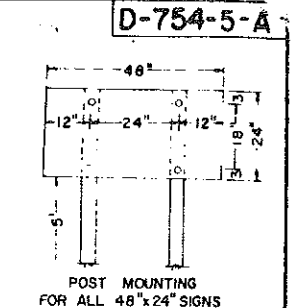 D-754-5-A
48"
12" 24" 12"
3"
18"
24"
3"
5'
POST MOUNTING
FOR ALL 48"x24" SIGNS